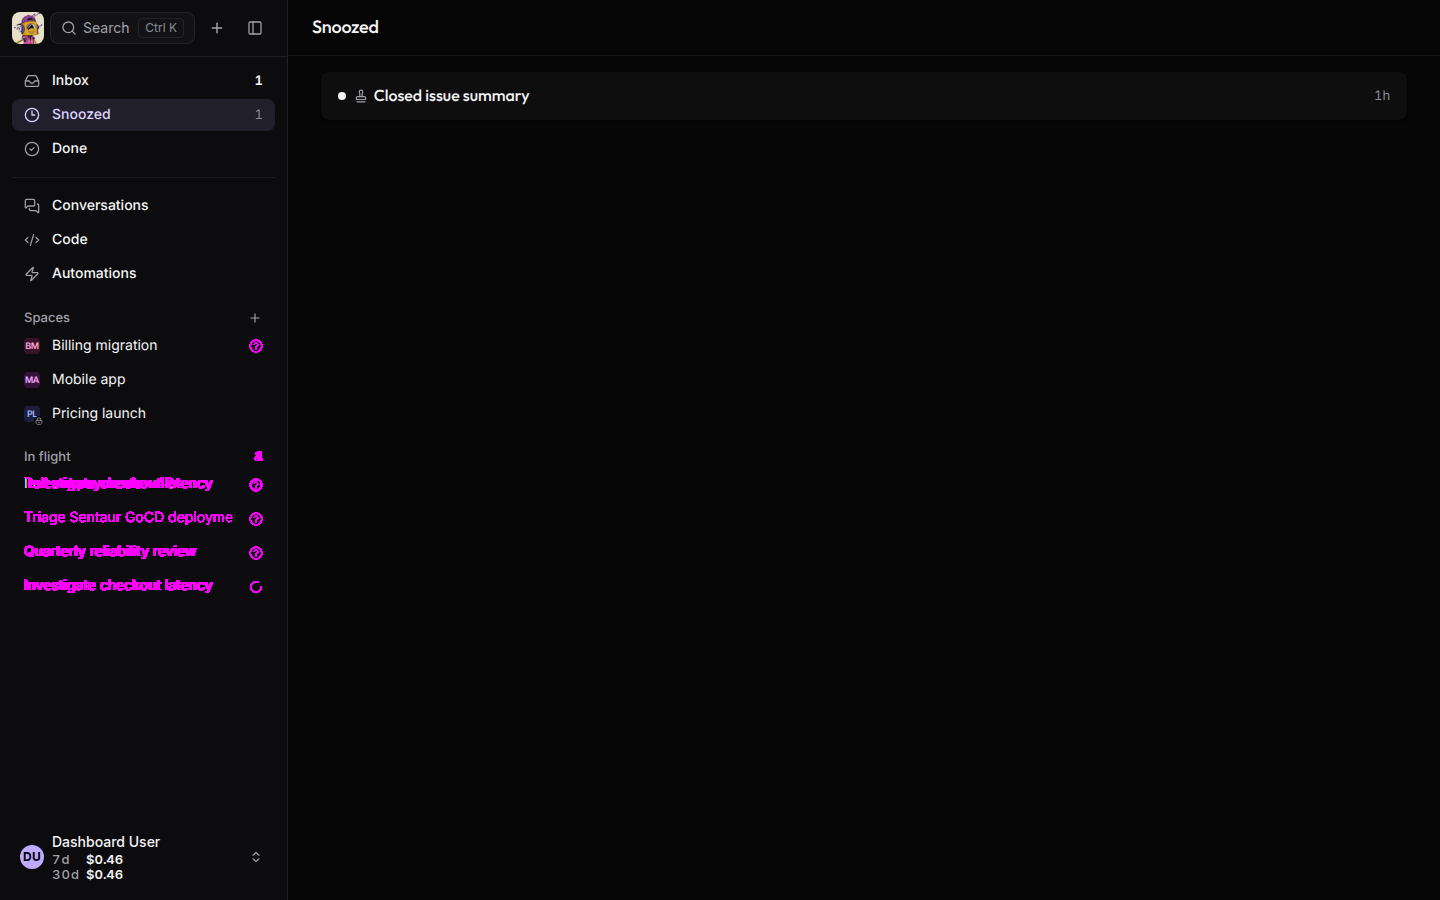 Search Ctrl K
Inbox 1
Snoozed 1
Done
Conversations
Code
Automations
Spaces
BM Billing migration
MA Mobile app
PL Pricing launch
In flight
Triage Sentaur GoCD deployme
Quarterly reliability review
Investigate checkout latency
DU Dashboard User
7d $0.46
30d $0.46
Snoozed
Closed issue summary 1h